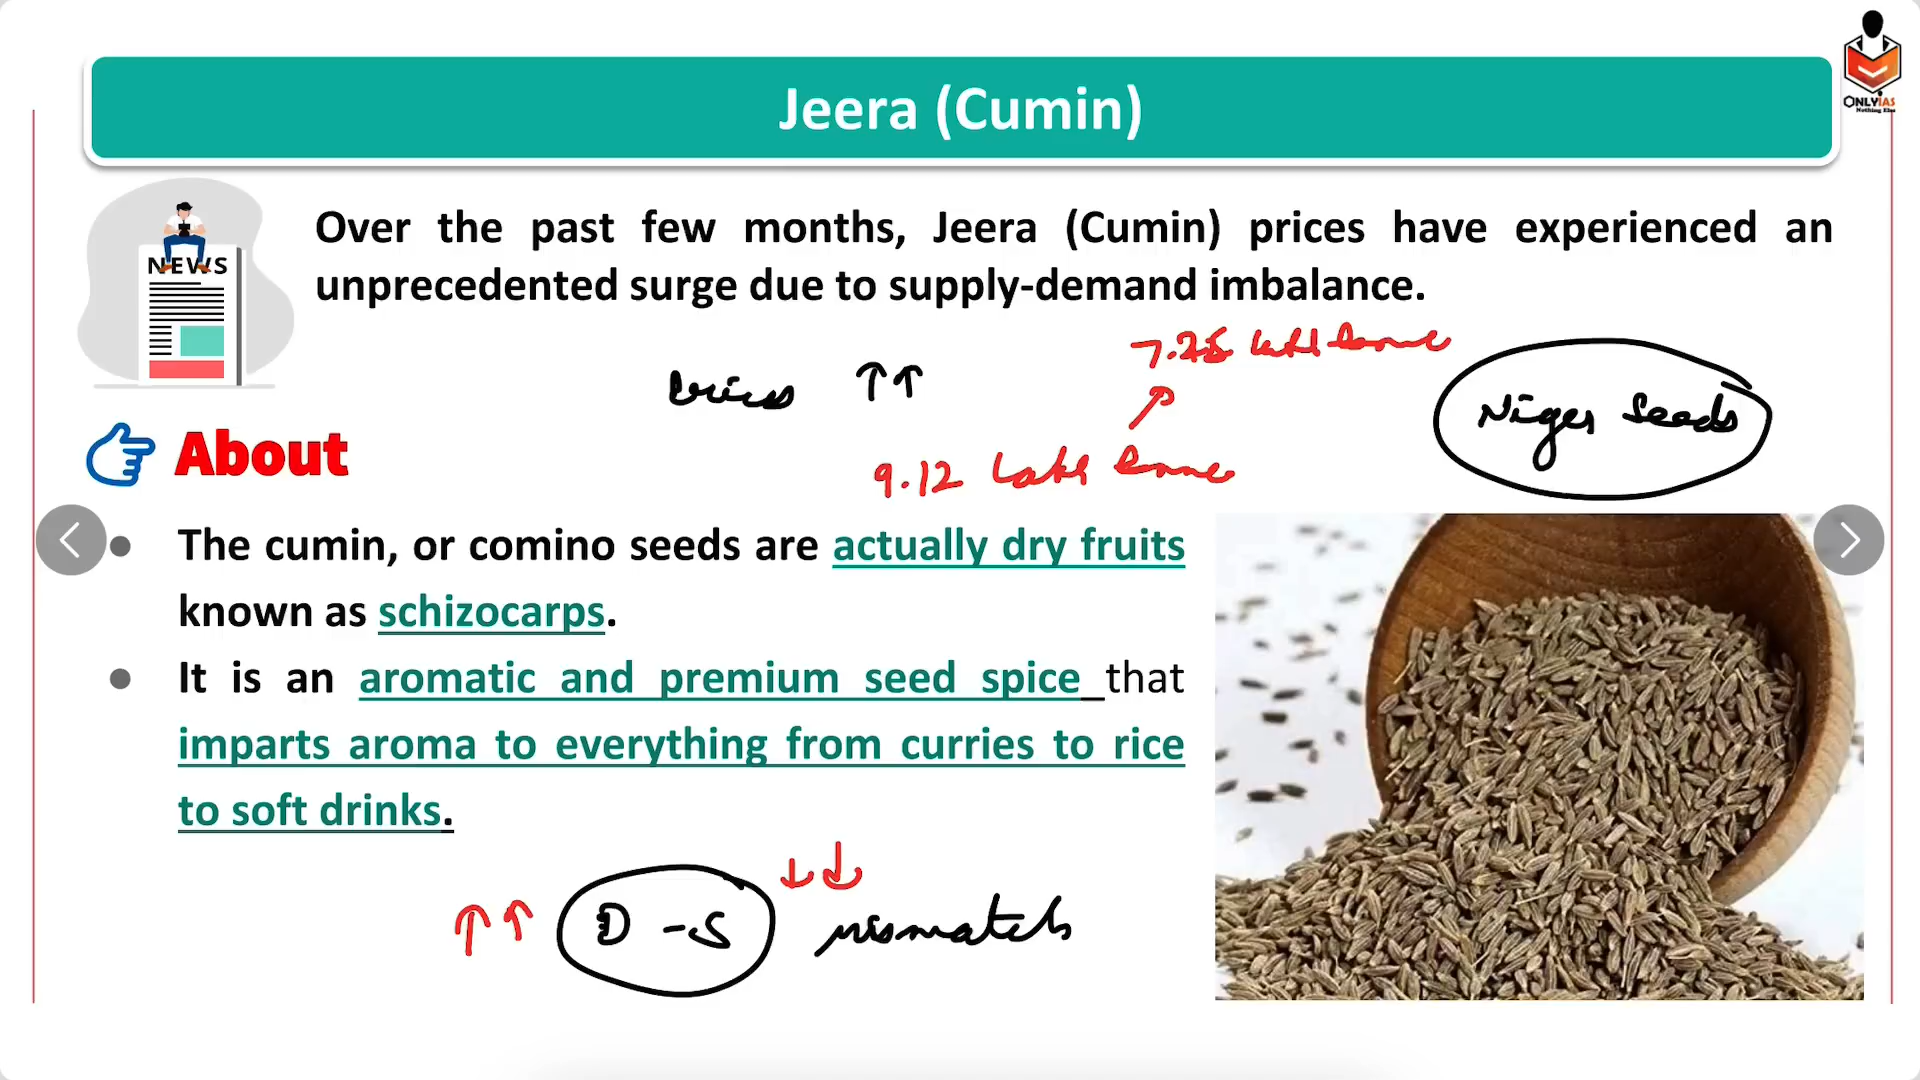 Jeera (Cumin)
ONLYIAS
Nothing Else
NEWS
Over the past few months, Jeera (Cumin) prices have experienced an
unprecedented surge due to supply-demand imbalance.
7.25 lakh tonne
Prices ↑↑
Niger Seeds
9.12 Lakh tonne
About
The cumin, or comino seeds are actually dry fruits
known as schizocarps.
It is an aromatic and premium seed spice that
imparts aroma to everything from curries to rice
to soft drinks.
↑↑ D-S ↓↓ mismatch